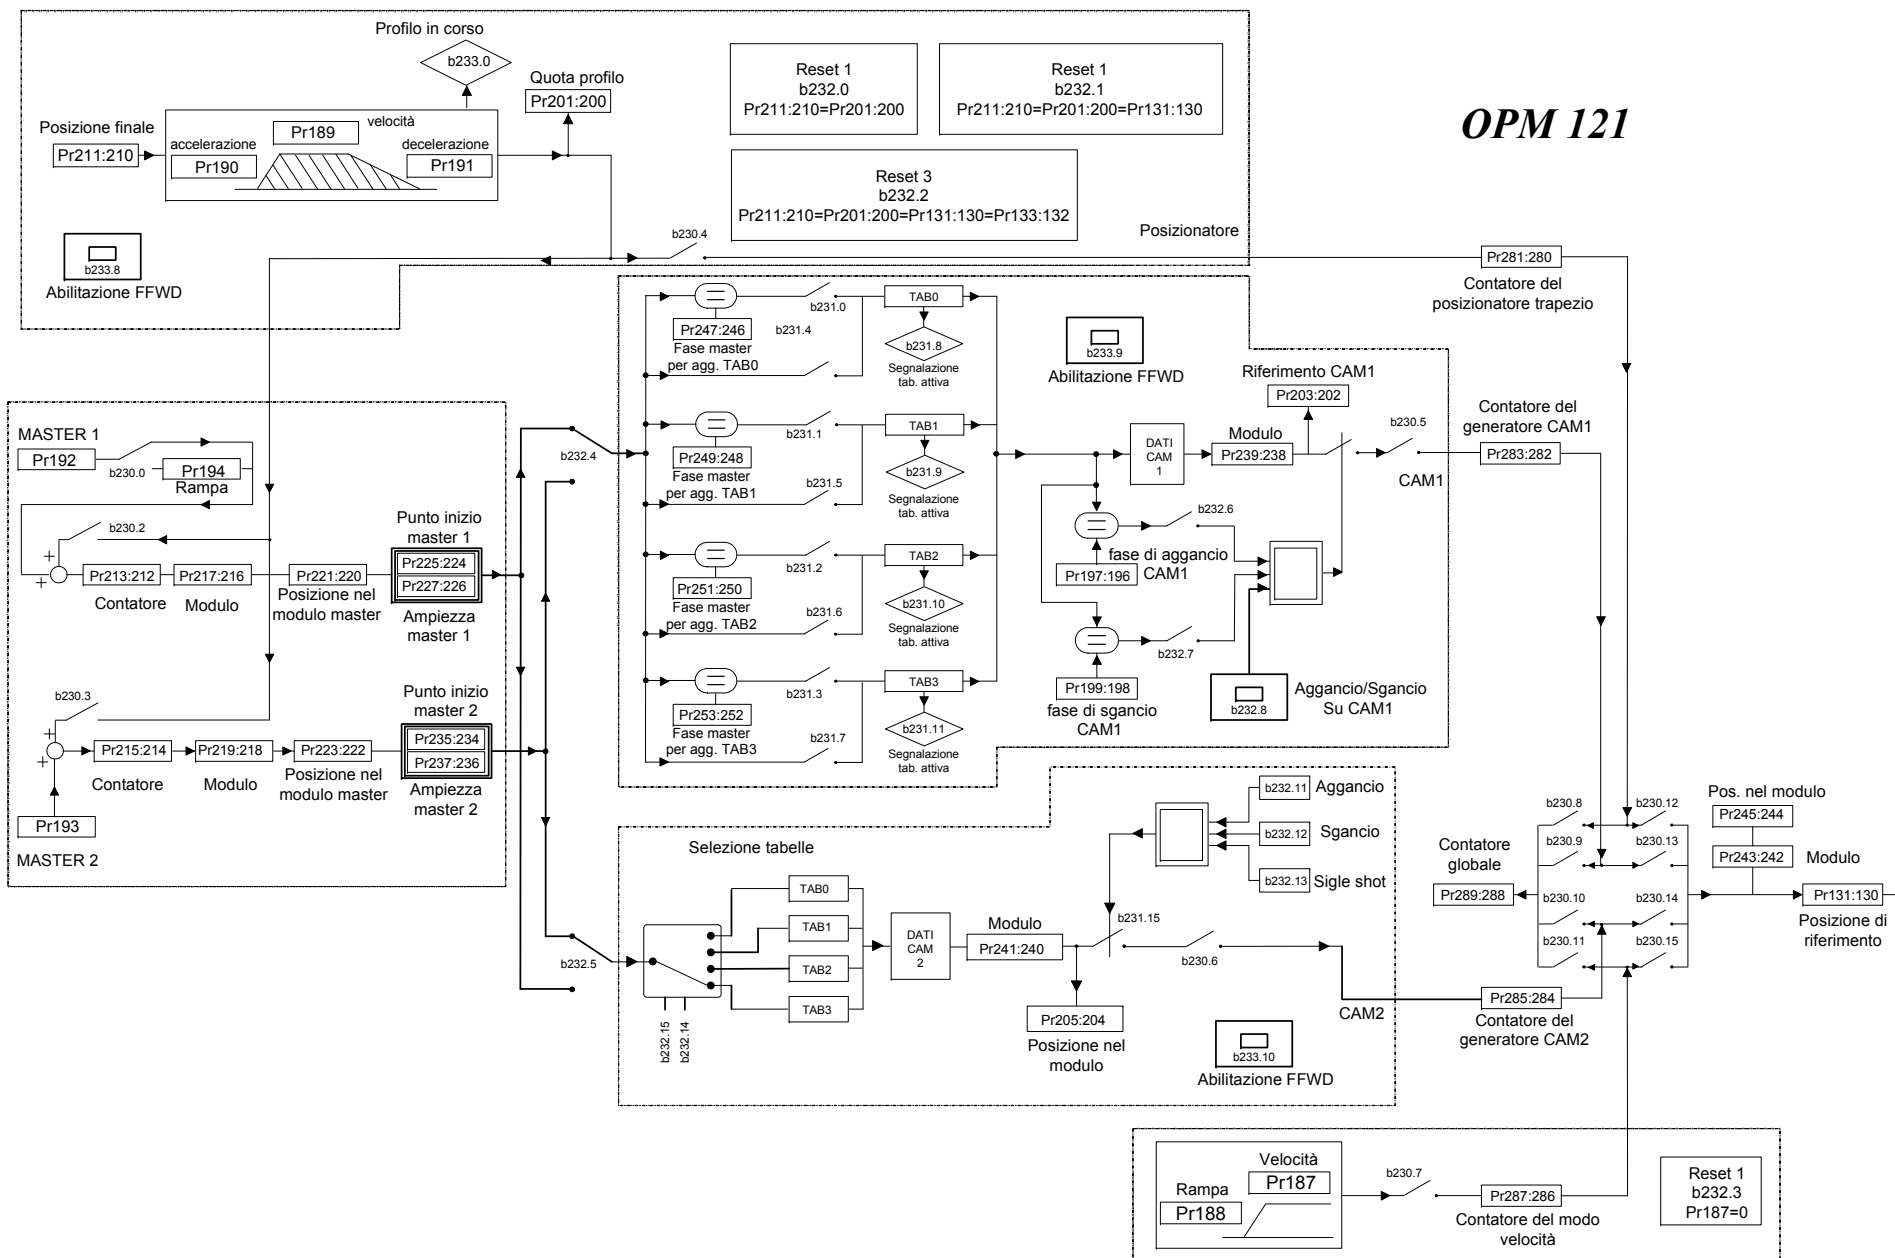 OPM 121
Profilo in corso
b233.0
Quota profilo
Pr201:200
Posizione finale
Pr211:210
accelerazione
Pr190
Pr189
velocità
decelerazione
Pr191
Reset 1
b232.0
Pr211:210=Pr201:200
Reset 1
b232.1
Pr211:210=Pr201:200=Pr131:130
Reset 3
b232.2
Pr211:210=Pr201:200=Pr131:130=Pr133:132
b233.8
Abilitazione FFWD
b230.4
Posizionatore
Pr281:280
Contatore del
posizionatore trapezio
MASTER 1
Pr192
b230.0
Pr194
Rampa
b230.2
+
+
Pr213:212
Contatore
Pr217:216
Modulo
Pr221:220
Posizione nel
modulo master
Punto inizio
master 1
Pr225:224
Pr227:226
Ampiezza
master 1
b230.3
+
+
Pr215:214
Contatore
Pr219:218
Modulo
Pr223:222
Posizione nel
modulo master
Punto inizio
master 2
Pr235:234
Pr237:236
Ampiezza
master 2
Pr193
MASTER 2
b232.4
b232.5
Pr247:246
Fase master
per agg. TAB0
b231.0
b231.4
TAB0
b231.8
Segnalazione
tab. attiva
Pr249:248
Fase master
per agg. TAB1
b231.1
b231.5
TAB1
b231.9
Segnalazione
tab. attiva
Pr251:250
Fase master
per agg. TAB2
b231.2
b231.6
TAB2
b231.10
Segnalazione
tab. attiva
Pr253:252
Fase master
per agg. TAB3
b231.3
b231.7
TAB3
b231.11
Segnalazione
tab. attiva
b233.9
Abilitazione FFWD
DATI
CAM
1
Modulo
Pr239:238
Riferimento CAM1
Pr203:202
b230.5
CAM1
Contatore del
generatore CAM1
Pr283:282
b232.6
fase di aggancio
CAM1
Pr197:196
b232.7
Pr199:198
fase di sgancio
CAM1
b232.8
Aggancio/Sgancio
Su CAM1
Selezione tabelle
b232.15
b232.14
TAB0
TAB1
TAB2
TAB3
DATI
CAM
2
Modulo
Pr241:240
b231.15
b232.11
Aggancio
b232.12
Sgancio
b232.13
Sigle shot
b230.6
Pr205:204
Posizione nel
modulo
b233.10
Abilitazione FFWD
CAM2
Pr285:284
Contatore del
generatore CAM2
b230.8
b230.12
b230.9
b230.13
b230.10
b230.14
b230.11
b230.15
Contatore
globale
Pr289:288
Pos. nel modulo
Pr245:244
Pr243:242
Modulo
Pr131:130
Posizione di
riferimento
Velocità
Pr187
Rampa
Pr188
b230.7
Pr287:286
Contatore del modo
velocità
Reset 1
b232.3
Pr187=0